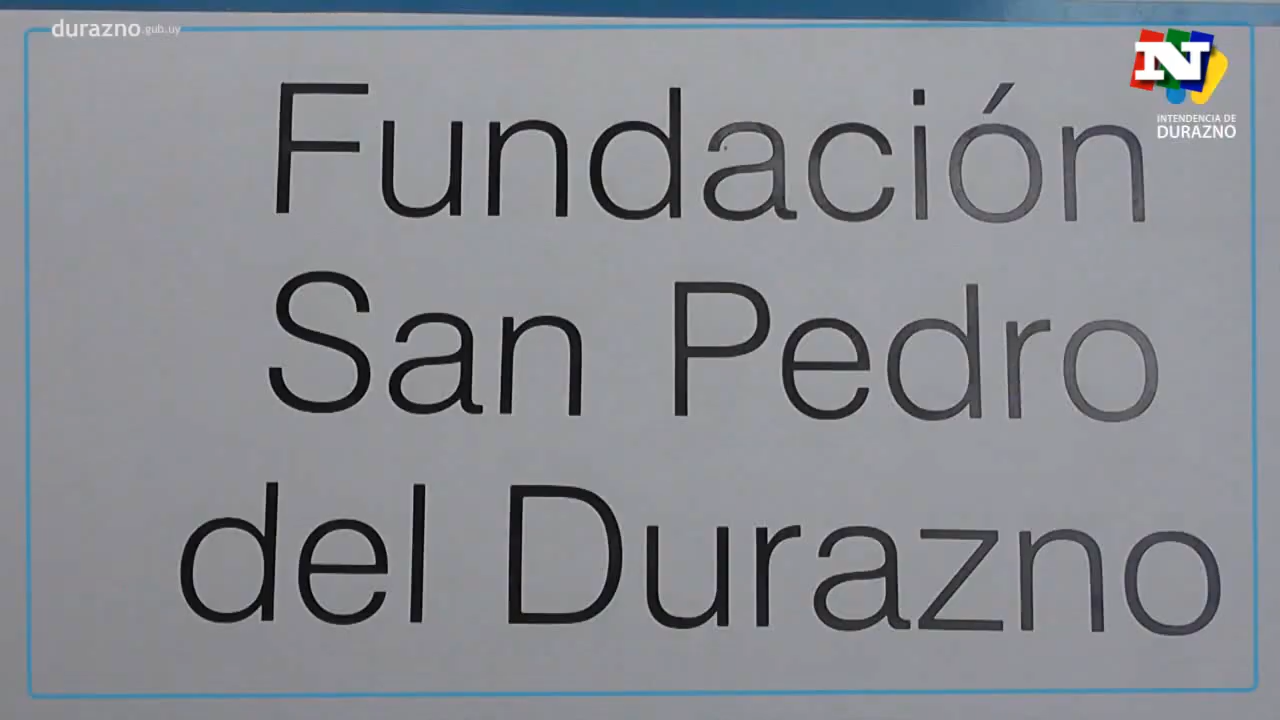 durazno.gub.uy
N
INTENDENCIA DE
DURAZNO
Fundación
San Pedro
del Durazno